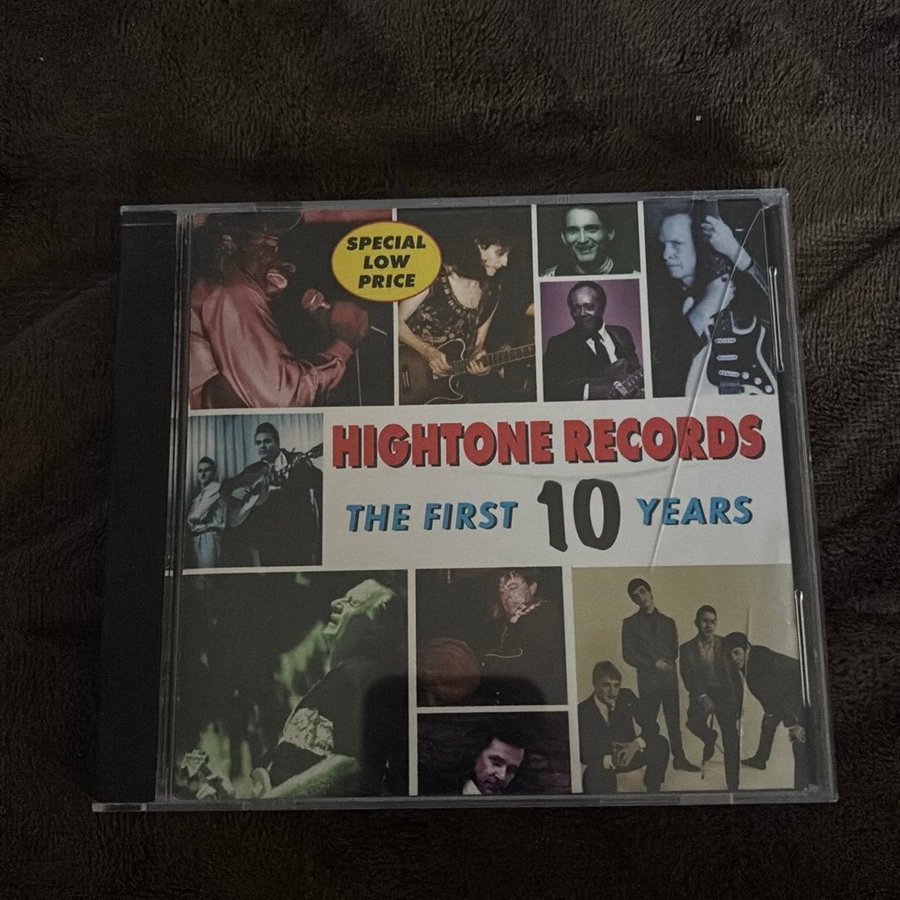 SPECIAL
LOW
PRICE
HIGHTONE RECORDS
THE FIRST 10 YEARS